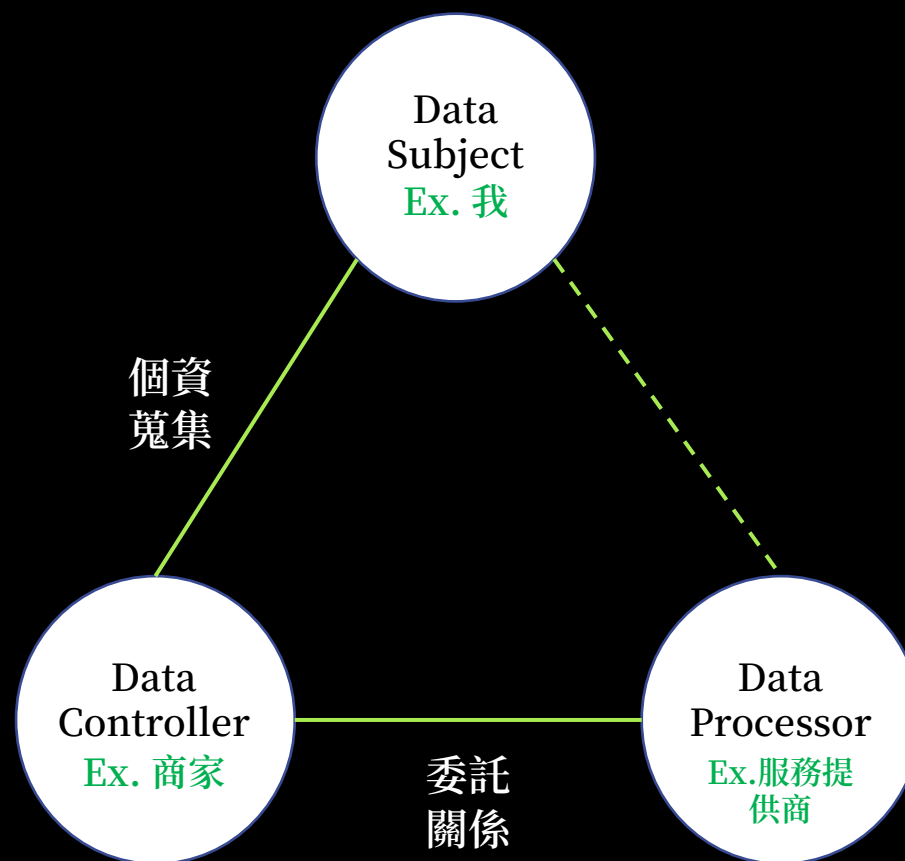 Data
Subject
Ex. 我
個資
蒐集
Data
Controller
Ex. 商家
委託
關係
Data
Processor
Ex.服務提
供商